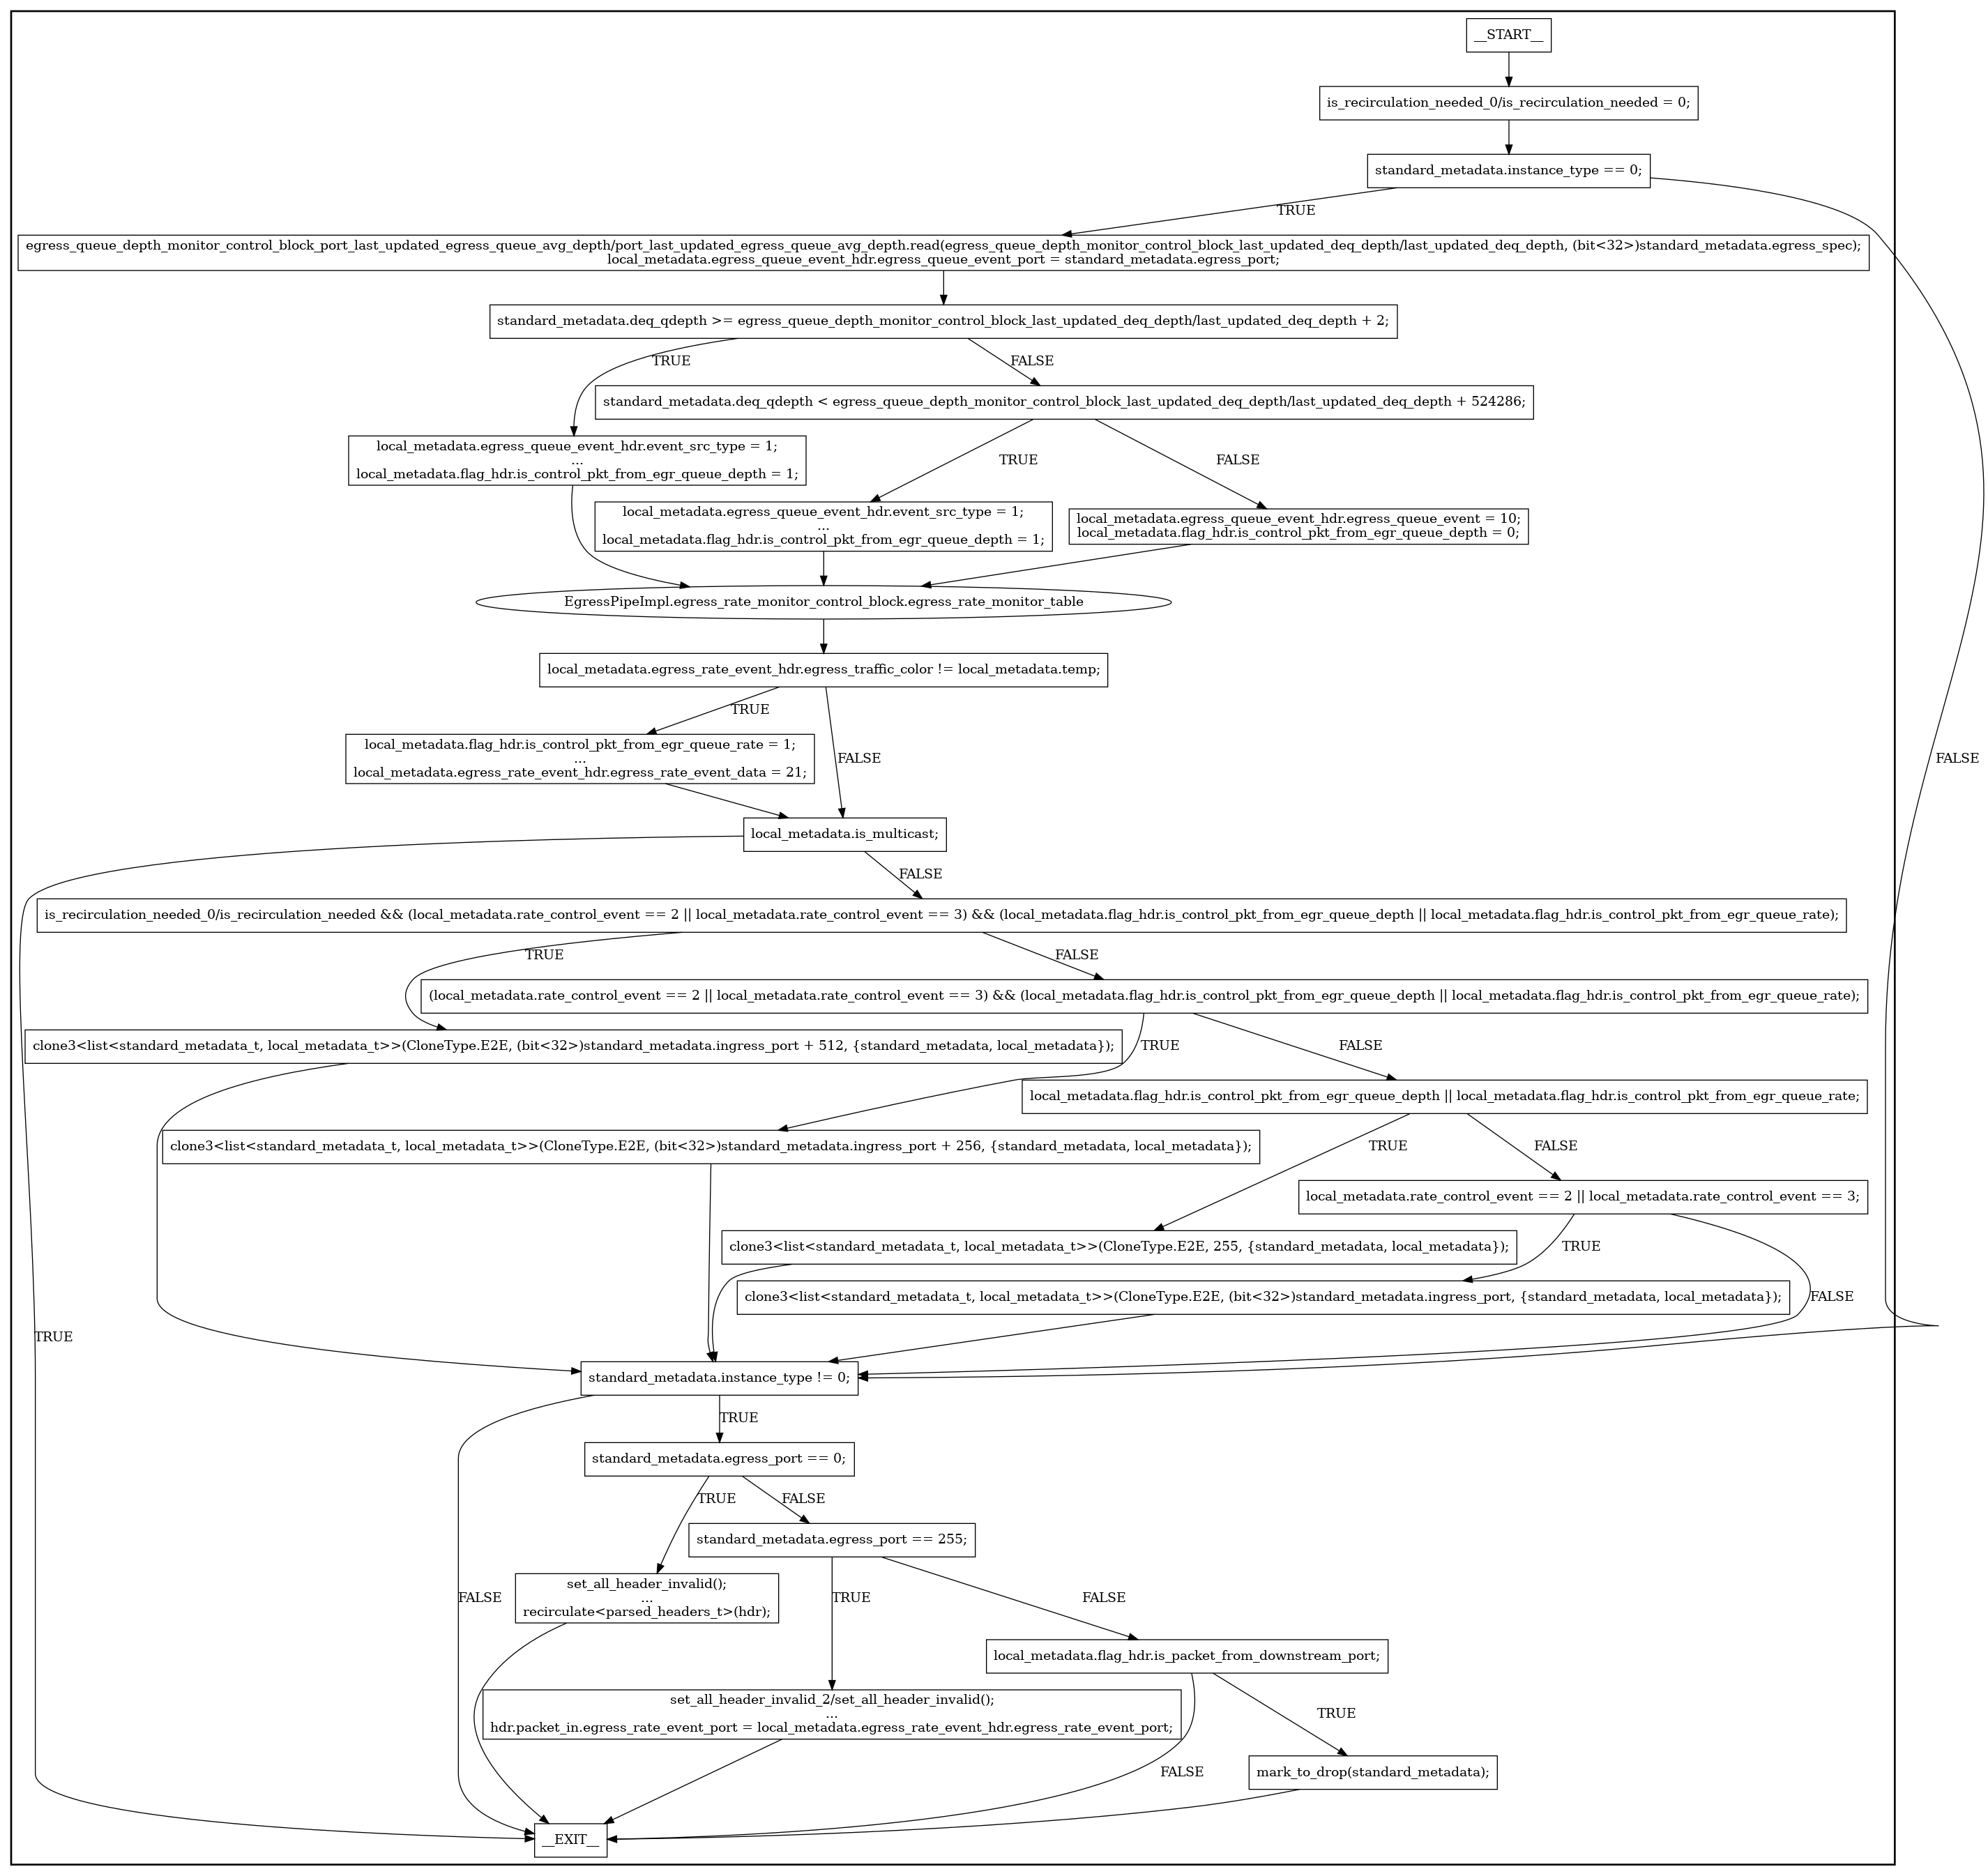 __START__
is_recirculation_needed_0/is_recirculation_needed = 0;
standard_metadata.instance_type == 0;
TRUE
egress_queue_depth_monitor_control_block_port_last_updated_egress_queue_avg_depth/port_last_updated_egress_queue_avg_depth.read(egress_queue_depth_monitor_control_block_last_updated_deq_depth/last_updated_deq_depth, (bit<32>)standard_metadata.egress_spec);
local_metadata.egress_queue_event_hdr.egress_queue_event_port = standard_metadata.egress_port;
standard_metadata.deq_qdepth >= egress_queue_depth_monitor_control_block_last_updated_deq_depth/last_updated_deq_depth + 2;
TRUE
FALSE
standard_metadata.deq_qdepth < egress_queue_depth_monitor_control_block_last_updated_deq_depth/last_updated_deq_depth + 524286;
local_metadata.egress_queue_event_hdr.event_src_type = 1;
...
local_metadata.flag_hdr.is_control_pkt_from_egr_queue_depth = 1;
TRUE
FALSE
local_metadata.egress_queue_event_hdr.event_src_type = 1;
...
local_metadata.flag_hdr.is_control_pkt_from_egr_queue_depth = 1;
local_metadata.egress_queue_event_hdr.egress_queue_event = 10;
local_metadata.flag_hdr.is_control_pkt_from_egr_queue_depth = 0;
EgressPipeImpl.egress_rate_monitor_control_block.egress_rate_monitor_table
local_metadata.egress_rate_event_hdr.egress_traffic_color != local_metadata.temp;
TRUE
local_metadata.flag_hdr.is_control_pkt_from_egr_queue_rate = 1;
...
local_metadata.egress_rate_event_hdr.egress_rate_event_data = 21;
FALSE
FALSE
local_metadata.is_multicast;
FALSE
is_recirculation_needed_0/is_recirculation_needed && (local_metadata.rate_control_event == 2 || local_metadata.rate_control_event == 3) && (local_metadata.flag_hdr.is_control_pkt_from_egr_queue_depth || local_metadata.flag_hdr.is_control_pkt_from_egr_queue_rate);
TRUE
FALSE
(local_metadata.rate_control_event == 2 || local_metadata.rate_control_event == 3) && (local_metadata.flag_hdr.is_control_pkt_from_egr_queue_depth || local_metadata.flag_hdr.is_control_pkt_from_egr_queue_rate);
clone3<list<standard_metadata_t, local_metadata_t>>(CloneType.E2E, (bit<32>)standard_metadata.ingress_port + 512, {standard_metadata, local_metadata});
TRUE
FALSE
local_metadata.flag_hdr.is_control_pkt_from_egr_queue_depth || local_metadata.flag_hdr.is_control_pkt_from_egr_queue_rate;
clone3<list<standard_metadata_t, local_metadata_t>>(CloneType.E2E, (bit<32>)standard_metadata.ingress_port + 256, {standard_metadata, local_metadata});
TRUE
FALSE
local_metadata.rate_control_event == 2 || local_metadata.rate_control_event == 3;
clone3<list<standard_metadata_t, local_metadata_t>>(CloneType.E2E, 255, {standard_metadata, local_metadata});
TRUE
clone3<list<standard_metadata_t, local_metadata_t>>(CloneType.E2E, (bit<32>)standard_metadata.ingress_port, {standard_metadata, local_metadata});
FALSE
TRUE
standard_metadata.instance_type != 0;
TRUE
standard_metadata.egress_port == 0;
TRUE
FALSE
standard_metadata.egress_port == 255;
set_all_header_invalid();
...
recirculate<parsed_headers_t>(hdr);
FALSE
TRUE
FALSE
local_metadata.flag_hdr.is_packet_from_downstream_port;
set_all_header_invalid_2/set_all_header_invalid();
...
hdr.packet_in.egress_rate_event_port = local_metadata.egress_rate_event_hdr.egress_rate_event_port;
TRUE
FALSE
mark_to_drop(standard_metadata);
__EXIT__